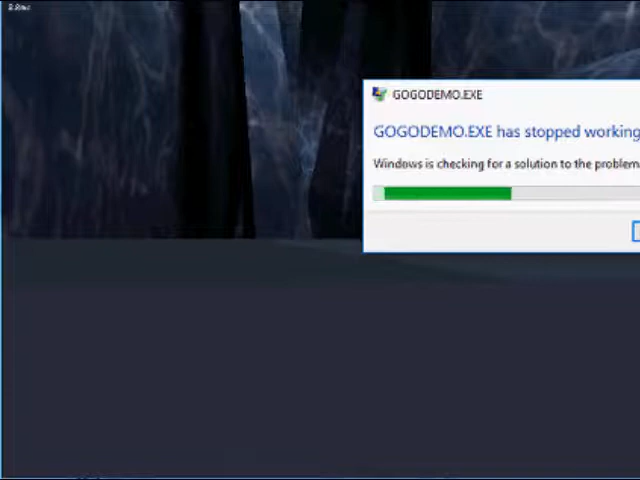 GOGODEMO.EXE
GOGODEMO.EXE has stopped working
Windows is checking for a solution to the problem